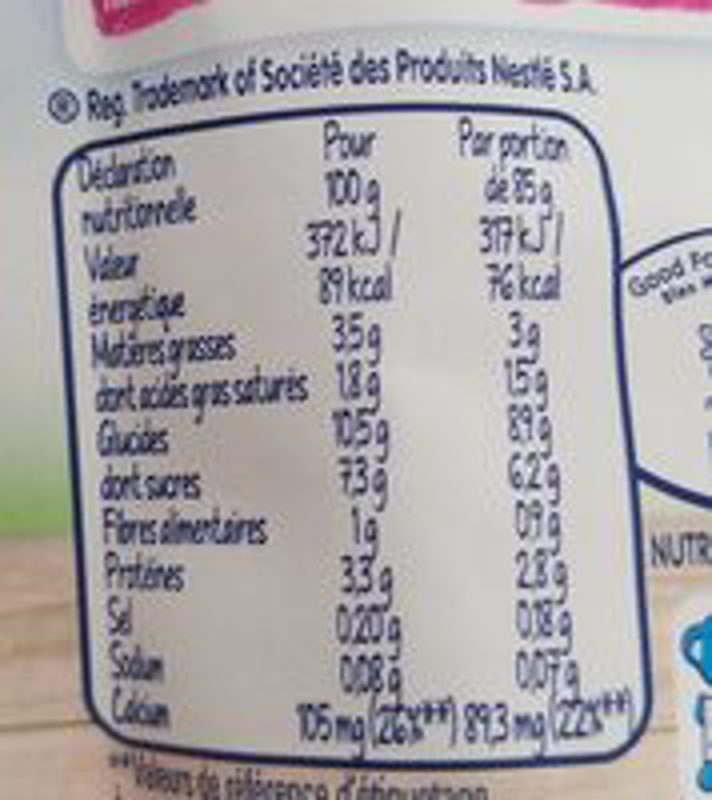 ® Reg. Trademark of Société des Produits Nestlé S.A.
Déclaration nutritionnelle Pour 100 g Par portion de 85 g
Valeur énergétique 372 kJ / 89 kcal 317 kJ / 76 kcal
Matières grasses 3,5 g 3 g
dont acides gras saturés 1,8 g 1,5 g
Glucides 10,5 g 8,9 g
dont sucres 7,3 g 6,2 g
Fibres alimentaires 1 g 0,9 g
Protéines 3,3 g 2,8 g
Sel 0,20 g 0,18 g
Sodium 0,08 g 0,07 g
Calcium 105 mg (26%**) 89,3 mg (22%**)
**Valeurs de référence d'étiquetage
Good Fo
NUTR